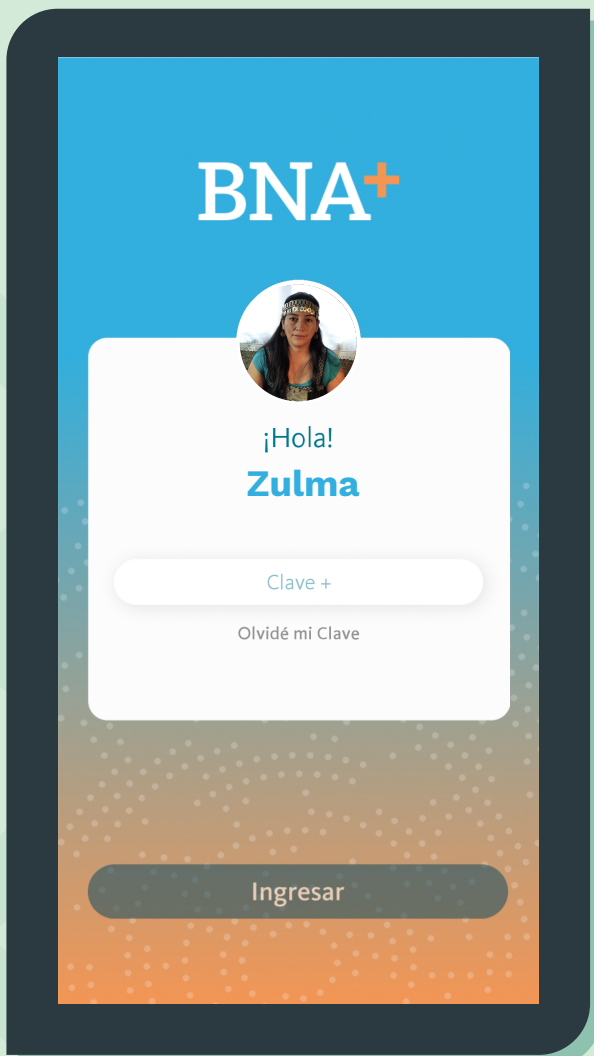 BNA+
¡Hola!
Zulma
Clave +
Olvidé mi Clave
Ingresar